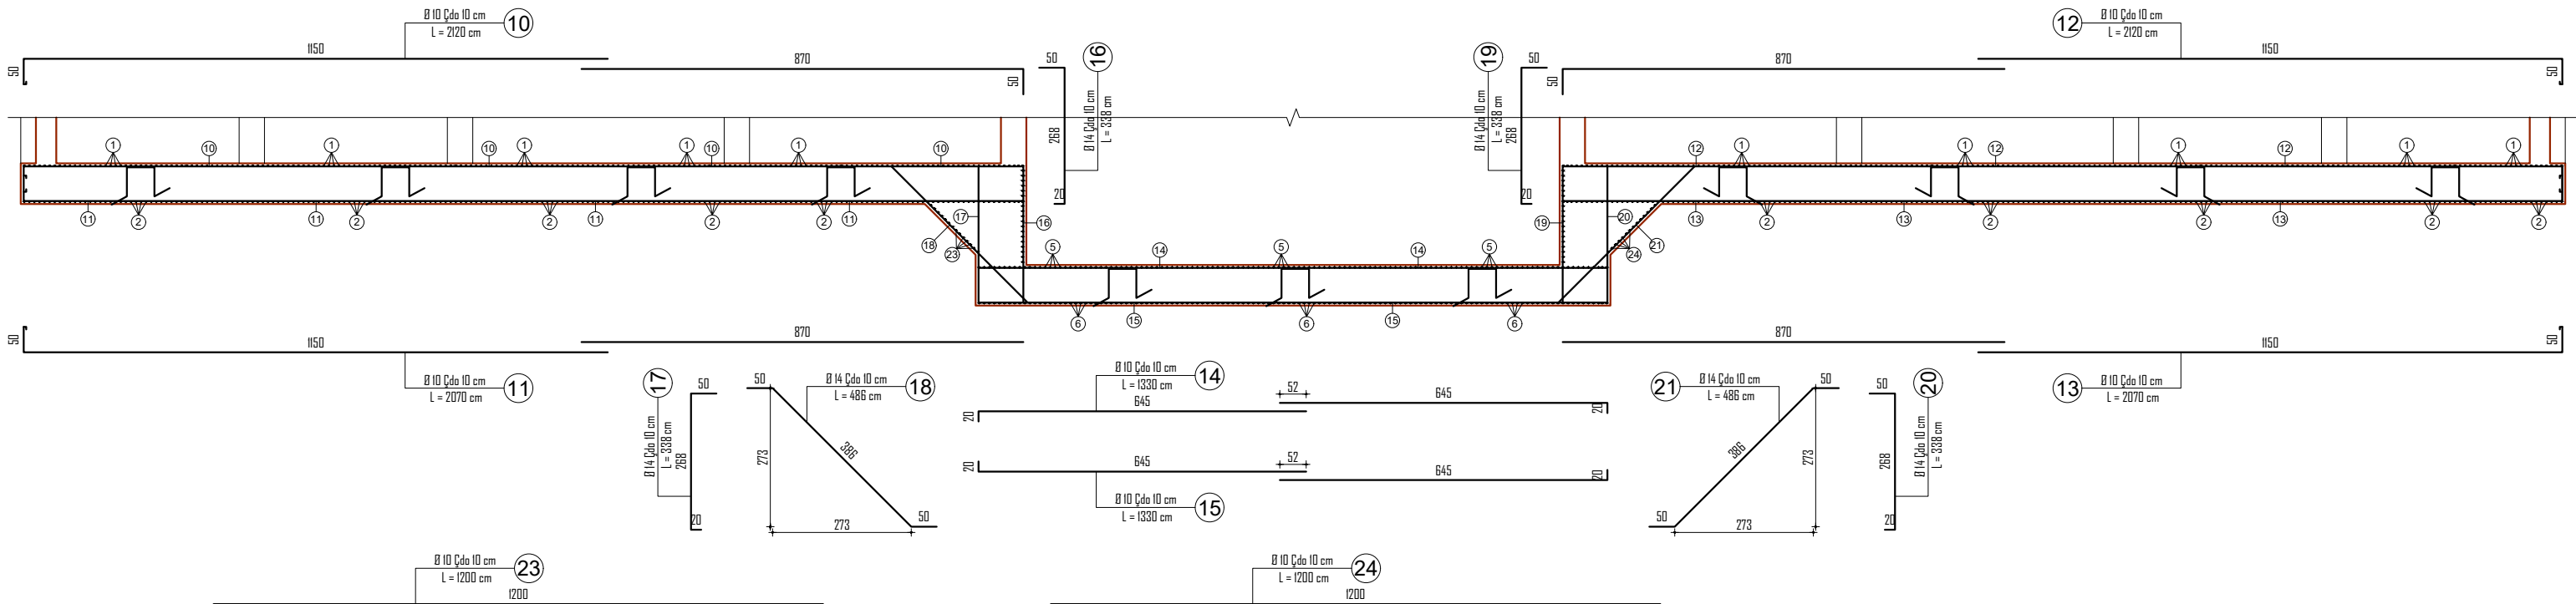 Ø 10 Çdo 10 cm
L = 2120 cm
10
Ø 10 Çdo 10 cm
L = 2120 cm
12
1150
870
50
50
16
Ø 14 Çdo 10 cm
L = 338 cm
50
268
20
19
Ø 14 Çdo 10 cm
L = 338 cm
50
268
20
870
1150
50
50
1 10 1 1 10 1 10 1 10
12 1 1 12 1 12 1 1
11 2 11 2 2 11 2 2 11
17 16 18 23
5 14 5 14 5
6 15 6 15 6
19 20 21 24
13 2 13 2 2 13 2 2
50
1150
870
Ø 10 Çdo 10 cm
L = 2070 cm
11
17
Ø 14 Çdo 10 cm
L = 338 cm
50
268
20
50
Ø 14 Çdo 10 cm
L = 486 cm
18
386
273
273
50
Ø 10 Çdo 10 cm
L = 1330 cm
14
645
52
645
20
20
645
52
645
20
20
Ø 10 Çdo 10 cm
L = 1330 cm
15
870
1150
50
21
Ø 14 Çdo 10 cm
L = 486 cm
50
386
273
273
50
20
Ø 14 Çdo 10 cm
L = 338 cm
50
268
20
13
Ø 10 Çdo 10 cm
L = 2070 cm
Ø 10 Çdo 10 cm
L = 1200 cm
23
1200
Ø 10 Çdo 10 cm
L = 1200 cm
24
1200